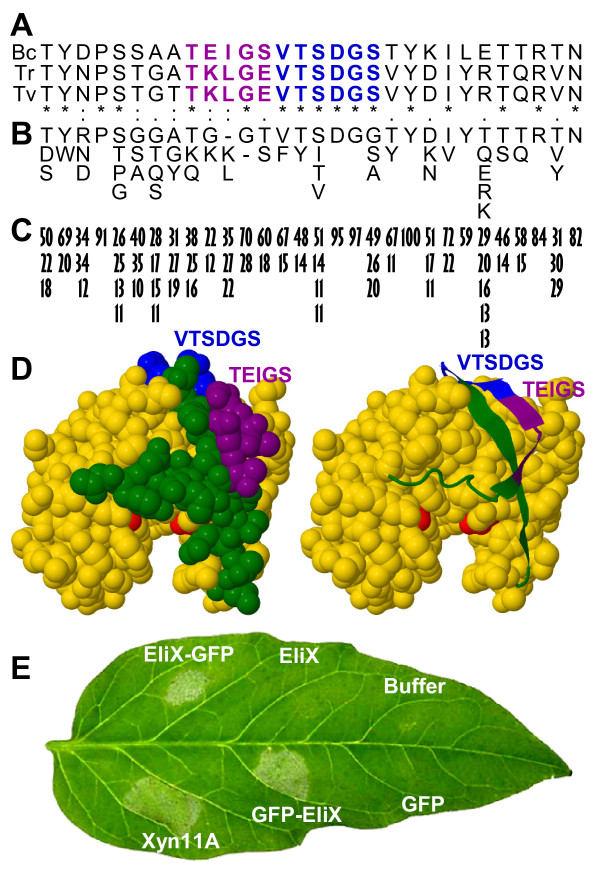 A
Bc T Y D P S S A A T E I G S V T S D G S T Y K I L E T T R T N
Tr T Y N P S T G A T K L G E V T S D G S V Y D I Y R T Q R V N
Tv T Y N P S T G T T K L G E V T S D G S V Y D I Y R T Q R V N
B
T Y R P S G G A T G - G T V T S D G G T Y D I Y T T T R T N
D W N T S T G K K K - S F Y I S Y K V Q S Q V
S D P A Q Y Q L T A N E Y
G S V R
K
C
50 69 34 91 26 40 28 31 38 22 35 70 60 67 48 51 95 97 49 67 100 51 72 59 29 46 58 84 31 82
22 20 34 25 35 17 27 25 12 27 28 18 15 14 14 26 11 17 22 20 14 15 30
18 12 13 10 15 19 16 22 11 20 11 16 29
11 11 11 13
13
D
VTSDGS
TEIGS
VTSDGS
TEIGS
E
EliX-GFP
EliX
Buffer
Xyn11A
GFP-EliX
GFP